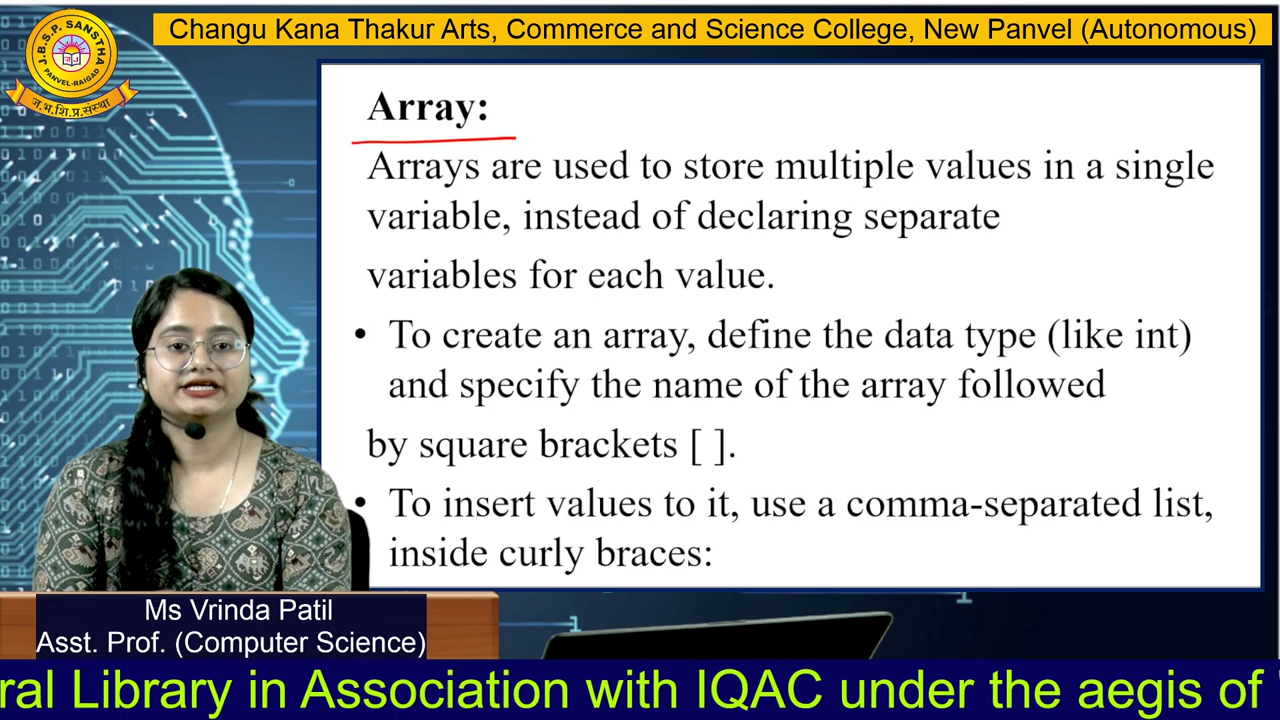 Changu Kana Thakur Arts, Commerce and Science College, New Panvel (Autonomous)
J.B.S.P. SANSTHA
PANVEL-RAIGAD
ज.भ.शि.प्र.संस्था
Array:
Arrays are used to store multiple values in a single
variable, instead of declaring separate
variables for each value.
• To create an array, define the data type (like int)
and specify the name of the array followed
by square brackets [ ].
• To insert values to it, use a comma-separated list,
inside curly braces:
Ms Vrinda Patil
Asst. Prof. (Computer Science)
ral Library in Association with IQAC under the aegis of